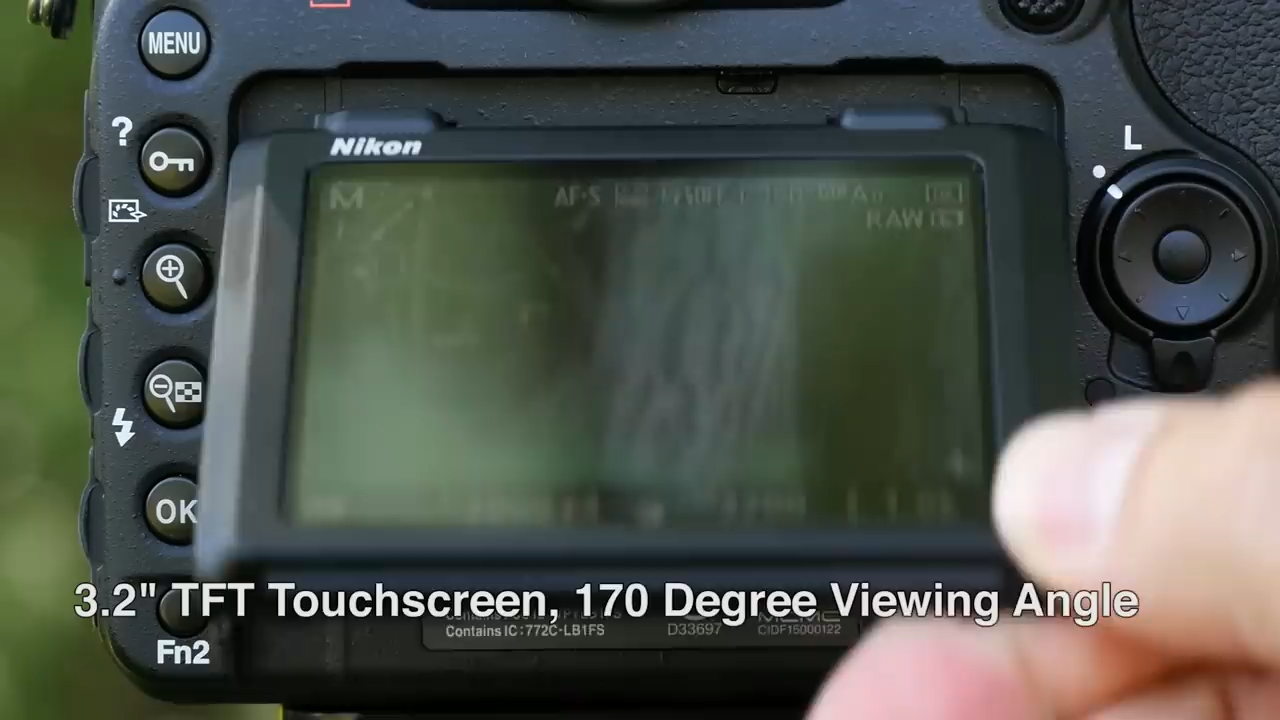 MENU
?
L
Nikon
M
AF-S
RAW
OK
3.2" TFT Touchscreen, 170 Degree Viewing Angle
Contains IC:772C-LB1FS
D33697
CIDF15000122
Fn2